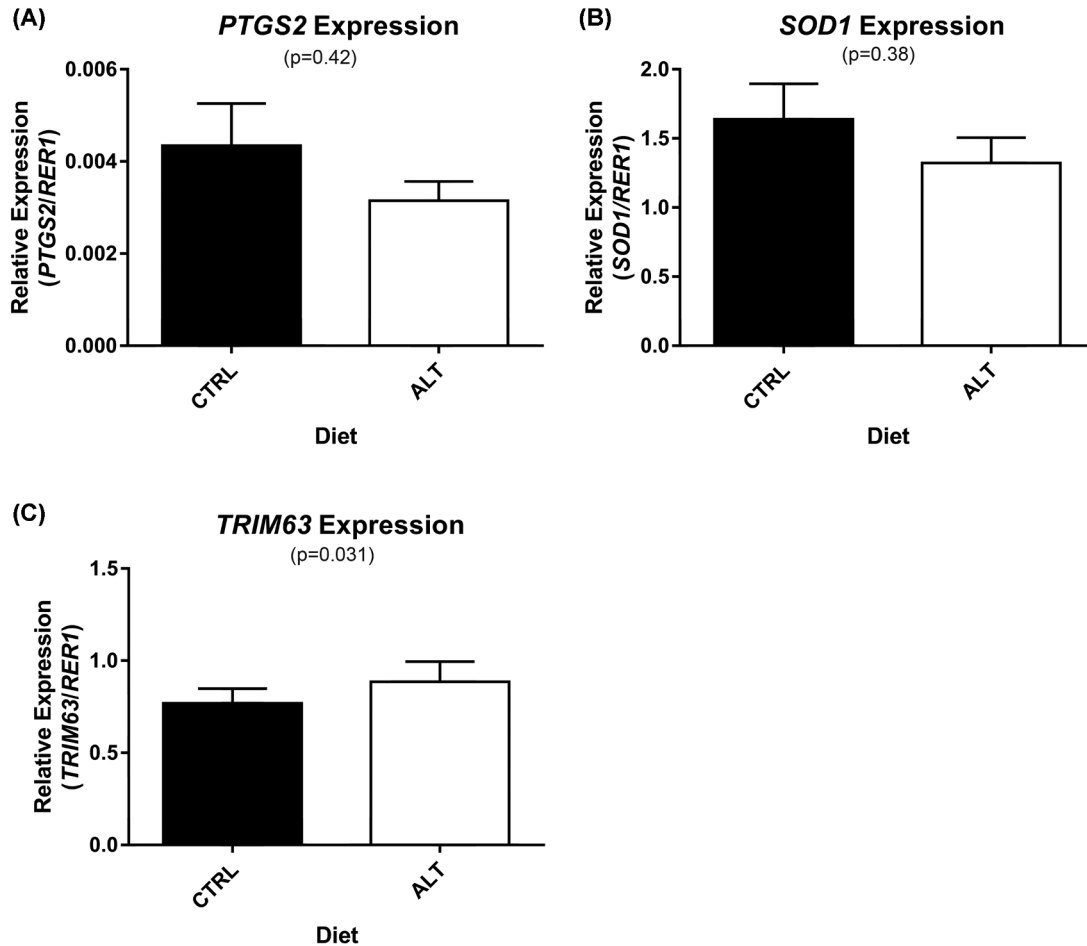 (A)
PTGS2 Expression
(p=0.42)
Relative Expression
(PTGS2/RER1)
0.006
0.004
0.002
0.000
CTRL
ALT
Diet
(B)
SOD1 Expression
(p=0.38)
Relative Expression
(SOD1/RER1)
2.0
1.5
1.0
0.5
0.0
CTRL
ALT
Diet
(C)
TRIM63 Expression
(p=0.031)
Relative Expression
(TRIM63/RER1)
1.5
1.0
0.5
0.0
CTRL
ALT
Diet